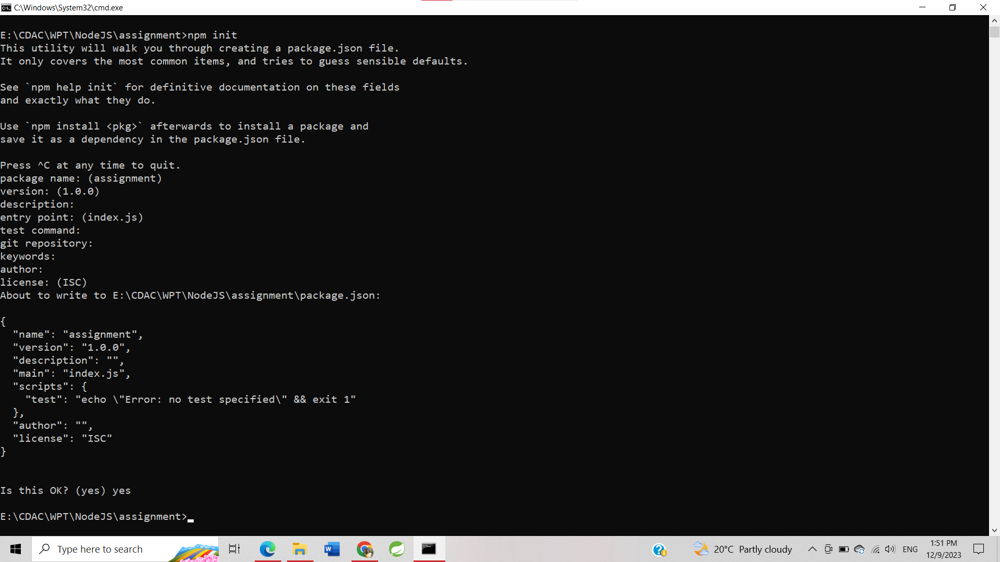 C:\Windows\System32\cmd.exe
E:\CDAC\WPT\NodeJS\assignment>npm init
This utility will walk you through creating a package.json file.
It only covers the most common items, and tries to guess sensible defaults.
See `npm help init` for definitive documentation on these fields
and exactly what they do.
Use `npm install <pkg>` afterwards to install a package and
save it as a dependency in the package.json file.
Press ^C at any time to quit.
package name: (assignment)
version: (1.0.0)
description:
entry point: (index.js)
test command:
git repository:
keywords:
author:
license: (ISC)
About to write to E:\CDAC\WPT\NodeJS\assignment\package.json:
{
  "name": "assignment",
  "version": "1.0.0",
  "description": "",
  "main": "index.js",
  "scripts": {
    "test": "echo \"Error: no test specified\" && exit 1"
  },
  "author": "",
  "license": "ISC"
}
Is this OK? (yes) yes
E:\CDAC\WPT\NodeJS\assignment>
Type here to search
20°C Partly cloudy
ENG
1:51 PM
12/9/2023